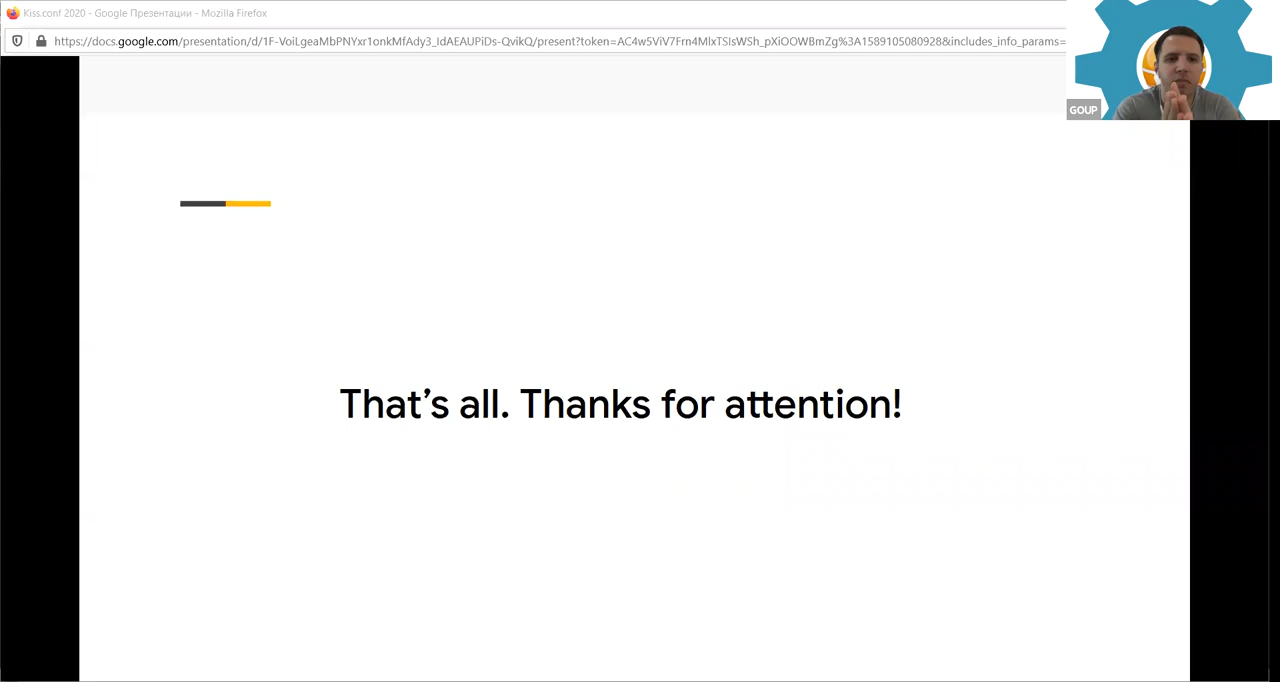 Kiss.conf 2020 - Google Презентации - Mozilla Firefox
https://docs.google.com/presentation/d/1F-VoiLgeaMbPNYxr1onkMfAdy3_IdAEAUPiDs-QvikQ/present?token=AC4w5ViV7Frn4MlxTSIsWSh_pXiOOWBmZg%3A1589105080928&includes_info_params=
GOUP
That’s all. Thanks for attention!